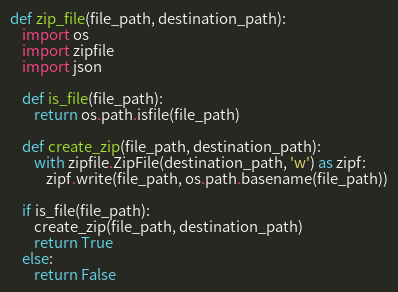 def zip_file(file_path, destination_path):
    import os
    import zipfile
    import json

    def is_file(file_path):
        return os.path.isfile(file_path)

    def create_zip(file_path, destination_path):
        with zipfile.ZipFile(destination_path, 'w') as zipf:
            zipf.write(file_path, os.path.basename(file_path))

    if is_file(file_path):
        create_zip(file_path, destination_path)
        return True
    else:
        return False